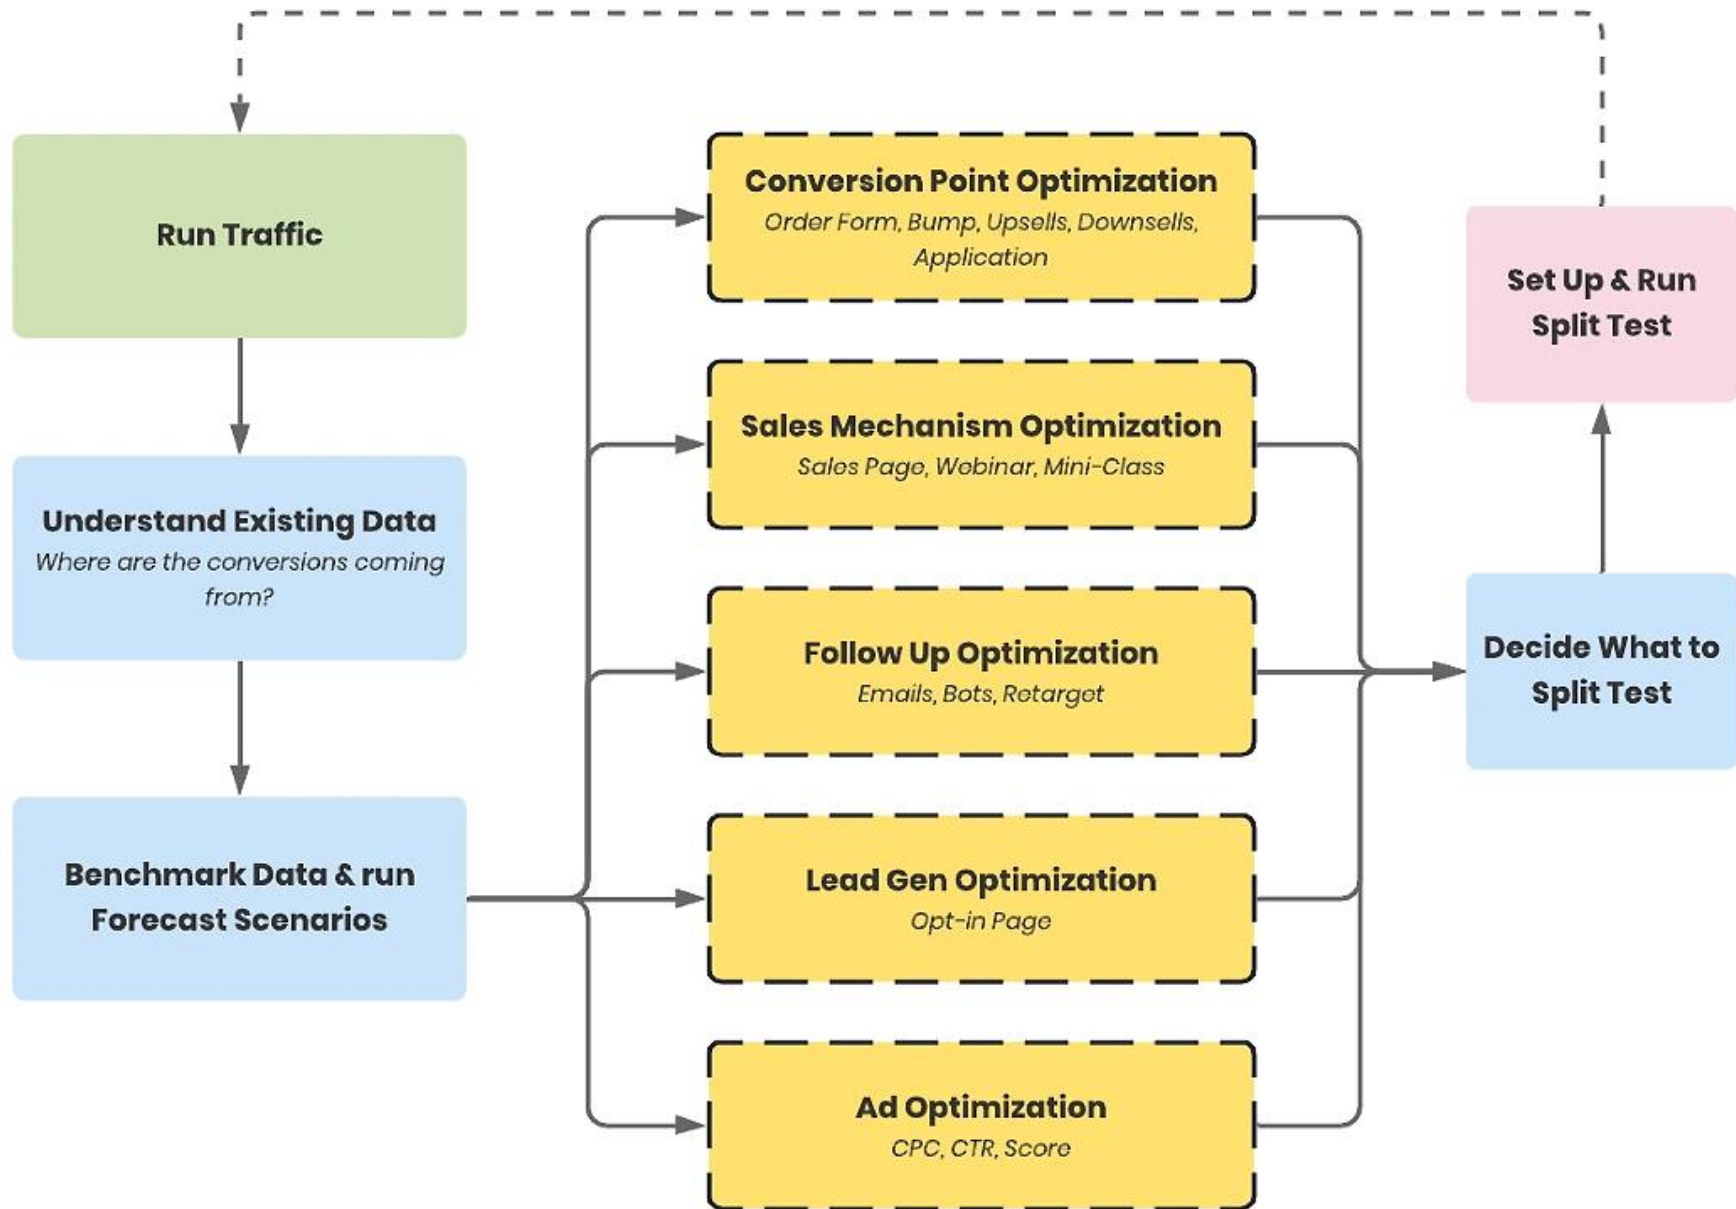 Run Traffic
Understand Existing Data
Where are the conversions coming
from?
Benchmark Data & run
Forecast Scenarios
Conversion Point Optimization
Order Form, Bump, Upsells, Downsells,
Application
Sales Mechanism Optimization
Sales Page, Webinar, Mini-Class
Follow Up Optimization
Emails, Bots, Retarget
Lead Gen Optimization
Opt-in Page
Ad Optimization
CPC, CTR, Score
Decide What to
Split Test
Set Up & Run
Split Test